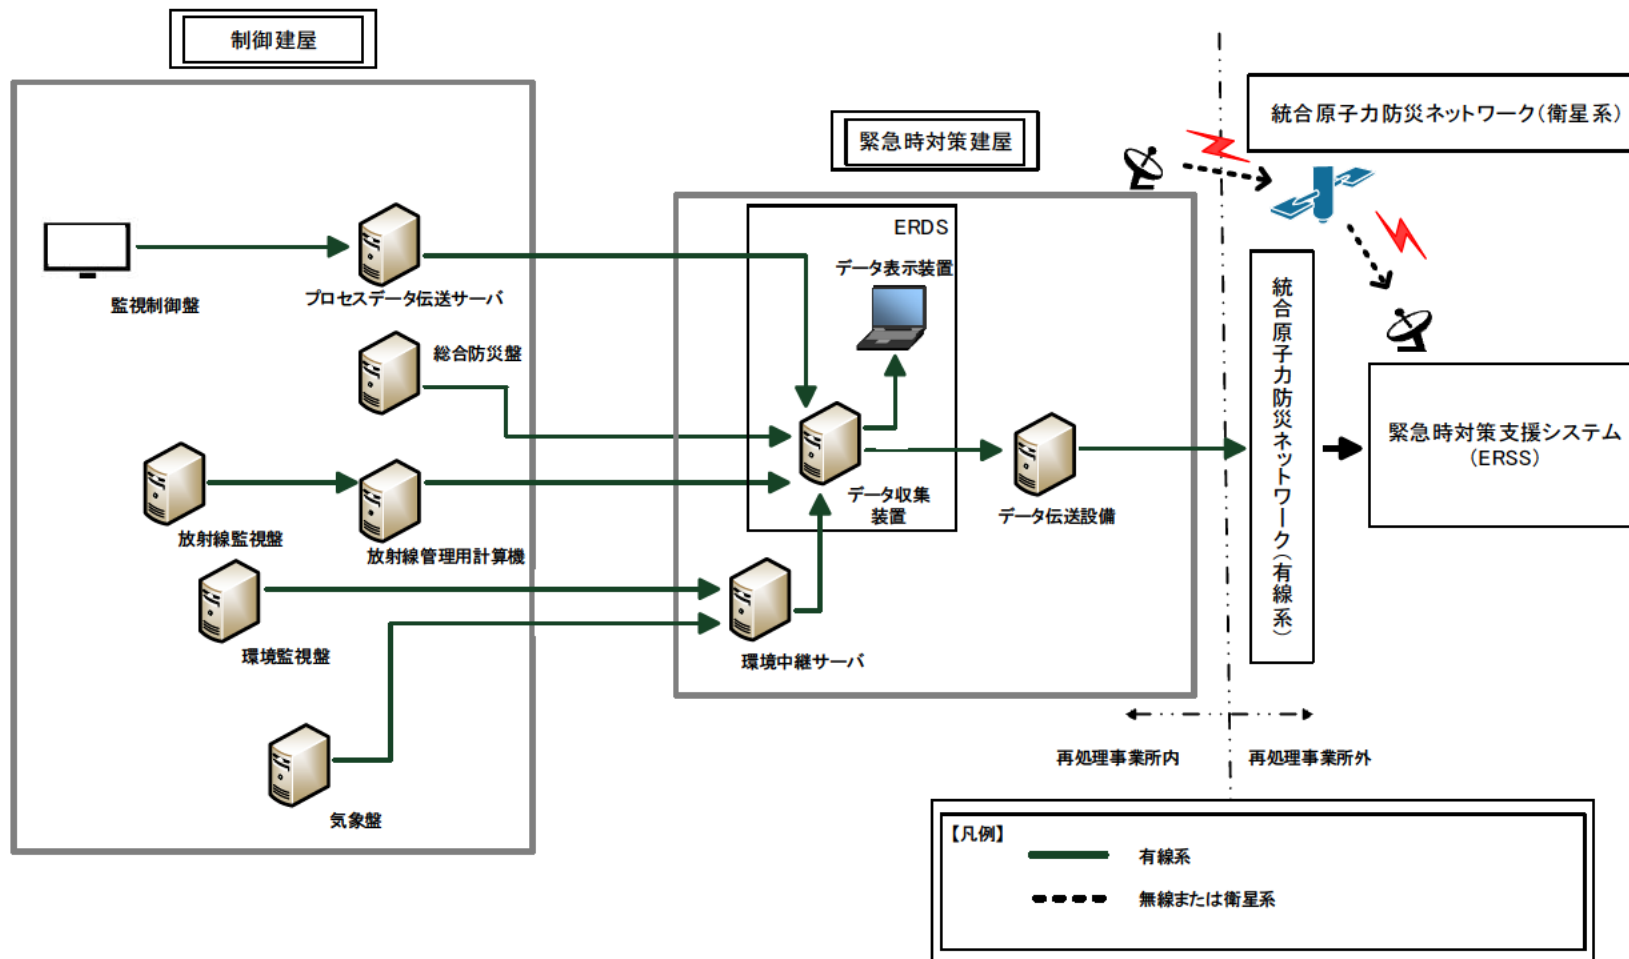 制御建屋
統合原子力防災ネットワーク(衛星系)
緊急時対策建屋
ERDS
データ表示装置
監視制御盤
プロセスデータ伝送サーバ
総合防災盤
統合原子力防災ネットワーク(有線系)
緊急時対策支援システム
(ERSS)
データ収集
装置
データ伝送設備
放射線監視盤
放射線管理用計算機
環境監視盤
環境中継サーバ
気象盤
再処理事業所内
再処理事業所外
【凡例】
有線系
無線または衛星系